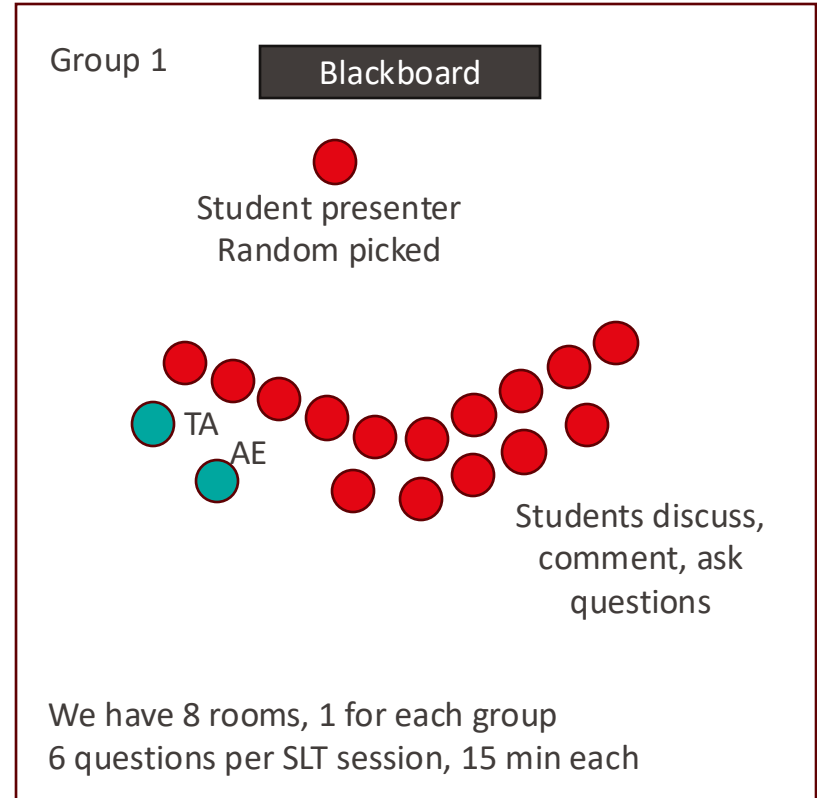 Group 1
Blackboard
Student presenter
Random picked
TA
AE
Students discuss,
comment, ask
questions
We have 8 rooms, 1 for each group
6 questions per SLT session, 15 min each